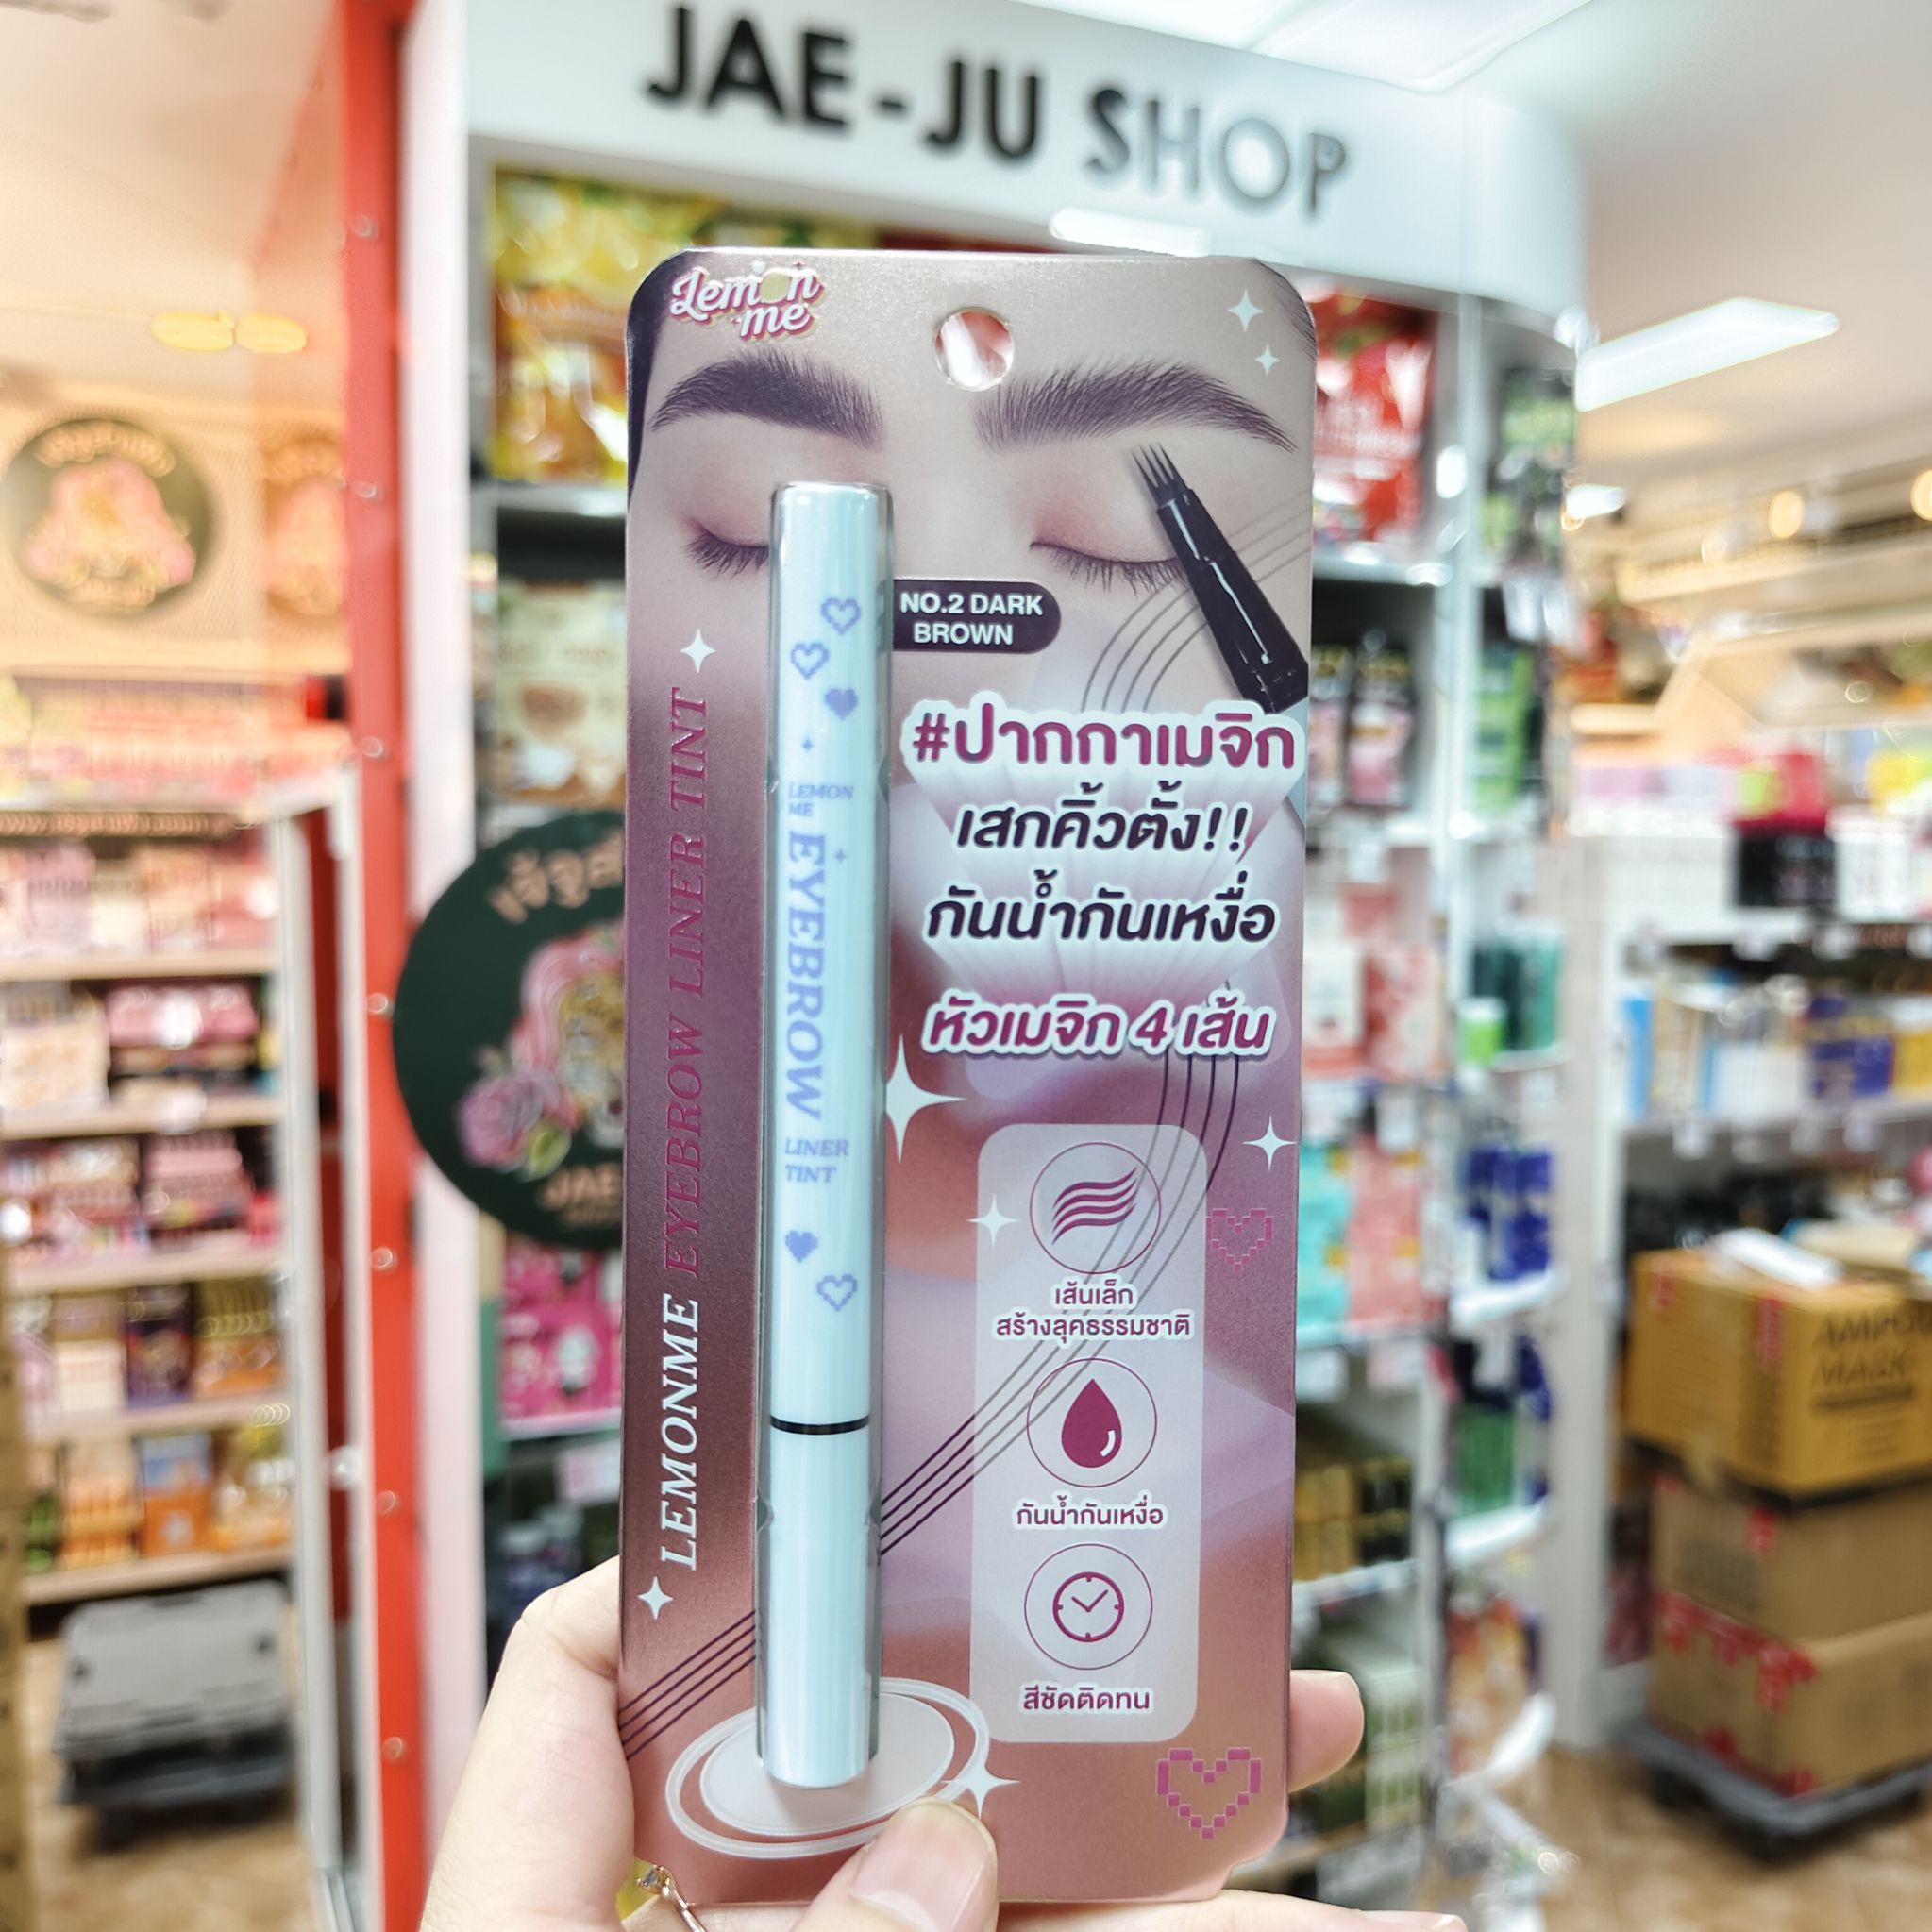 JAE-JU SHOP
Lemon
me
NO.2 DARK
BROWN
#ปากกาเมจิก
เสกคิ้วตั้ง!!
กันน้ำกันเหงื่อ
หัวเมจิก 4 เส้น
LEMONME EYEBROW LINER TINT
LEMON
ME
EYEBROW
LINER
TINT
เส้นเล็ก
สร้างลุคธรรมชาติ
กันน้ำกันเหงื่อ
สีชัดติดทน
JAE
MASK